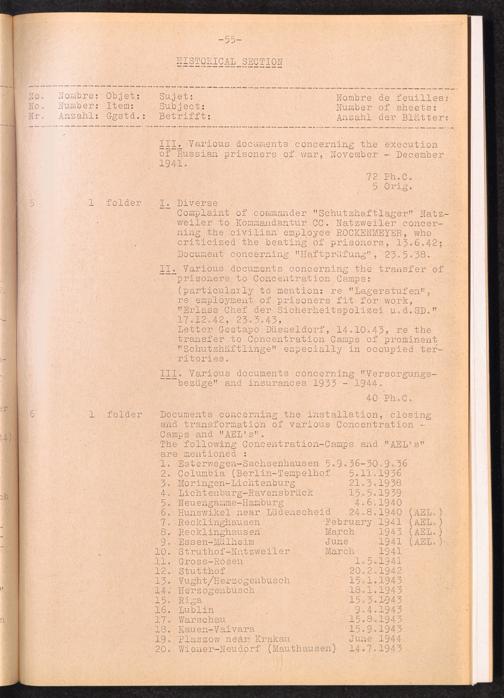 -55-
HISTORICAL SECTION
No. Nombre: Objet: Sujet: Nombre de feuilles:
No. Number: Item: Subject: Number of sheets:
Nr. Anzahl: Ggstd.: Betrifft: Anzahl der Blätter:
III. Various documents concerning the execution
of Russian prisoners of war, November - December
1941.
72 Ph.C.
5 Orig.
5 1 folder I. Diverse
Complaint of commander "Schutzhaftlager" Natz-
weiler to Kommandantur CC. Natzweiler concer-
ning the civilian employee ROCKENMEYER, who
criticized the beating of prisoners, 13.6.42;
Document concerning "Haftprüfung", 23.5.38.
II. Various documents concerning the transfer of
prisoners to Concentration Camps:
(particularly to mention: re "Lagerstufen",
re employment of prisoners fit for work,
"Erlass Chef der Sicherheitspolizei u.d.SD."
17.12.42, 23.3.43.
Letter Gestapo Düsseldorf, 14.10.43, re the
transfer to Concentration Camps of prominent
"Schutzhäftlinge" especially in occupied ter-
ritories.
III. Various documents concerning "Versorgungs-
bezüge" and insurances 1933 - 1944.
40 Ph.C.
6 1 folder Documents concerning the installation, closing
and transformation of various Concentration -
Camps and "AEL's".
The following Concentration-Camps and "AEL's"
are mentioned :
1. Esterwegen-Sachsenhausen 5.9.36-30.9.36
2. Columbia (Berlin-Tempelhof 5.11.1936
3. Moringen-Lichtenburg 21.3.1938
4. Lichtenburg-Ravensbrück 15.5.1939
5. Neuengamme-Hamburg 4.6.1940
6. Hunswikel near Lüdenscheid 24.8.1940 (AEL.)
7. Recklinghausen February 1941 (AEL.)
8. Recklinghausen March 1943 (AEL.)
9. Essen-Mülheim June 1941 (AEL.)
10. Struthof-Natzweiler March 1941
11. Gross-Rosen 1.5.1941
12. Stutthof 20.2.1942
13. Vught/Herzogenbusch 15.1.1943
14. Herzogenbusch 18.1.1943
15. Riga 15.3.1943
16. Lublin 9.4.1943
17. Warschau 15.8.1943
18. Kauen-Vaivara 15.9.1943
19. Plaszow near Krakau June 1944
20. Wiener-Neudorf (Mauthausen) 14.7.1943